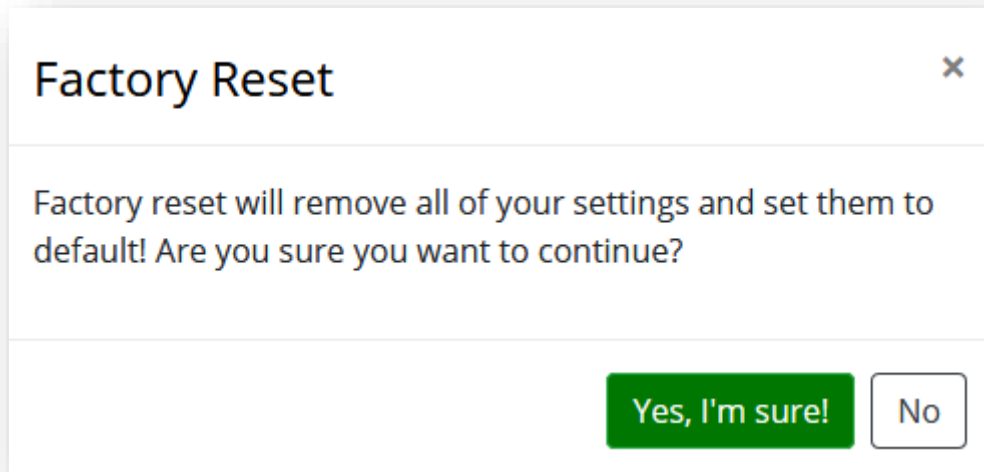 Factory Reset
×
Factory reset will remove all of your settings and set them to
default! Are you sure you want to continue?
Yes, I'm sure!
No